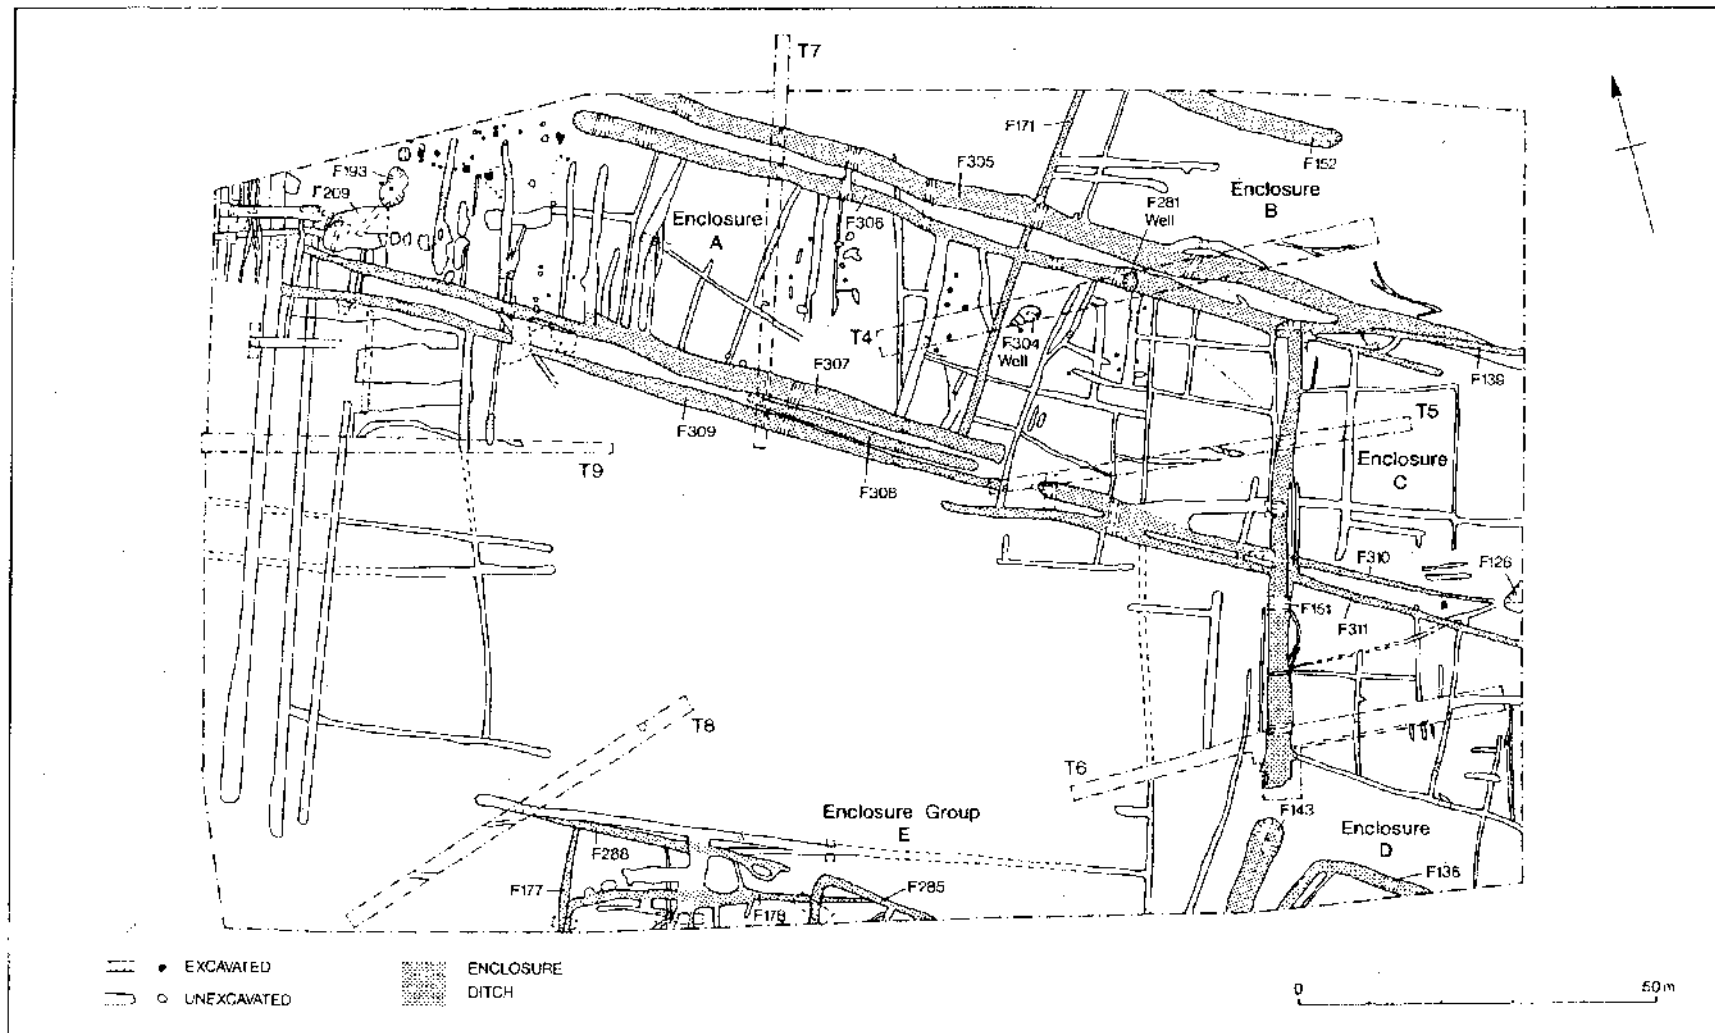 T7
F171
F193
F305
F152
F209
Enclosure
B
F281
Well
Enclosure
A
F306
T4
F304
Well
F307
F139
T5
F309
Enclosure
C
T9
F308
F310
F126
F151
F311
T8
T6
Enclosure Group
E
F143
Enclosure
D
F288
F136
F177
F285
F178
EXCAVATED
UNEXCAVATED
ENCLOSURE
DITCH
0
50m